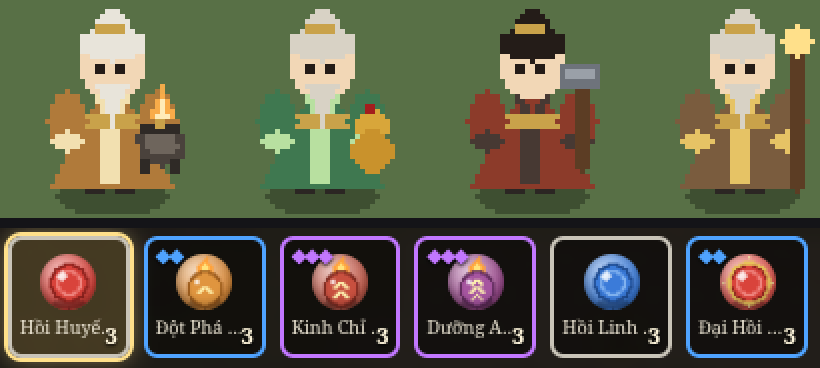 Hồi Huyế.
3
Đột Phá ...
3
Kinh Chỉ .
3
Dưỡng A..
3
Hồi Linh .
3
Đại Hồi ...
3